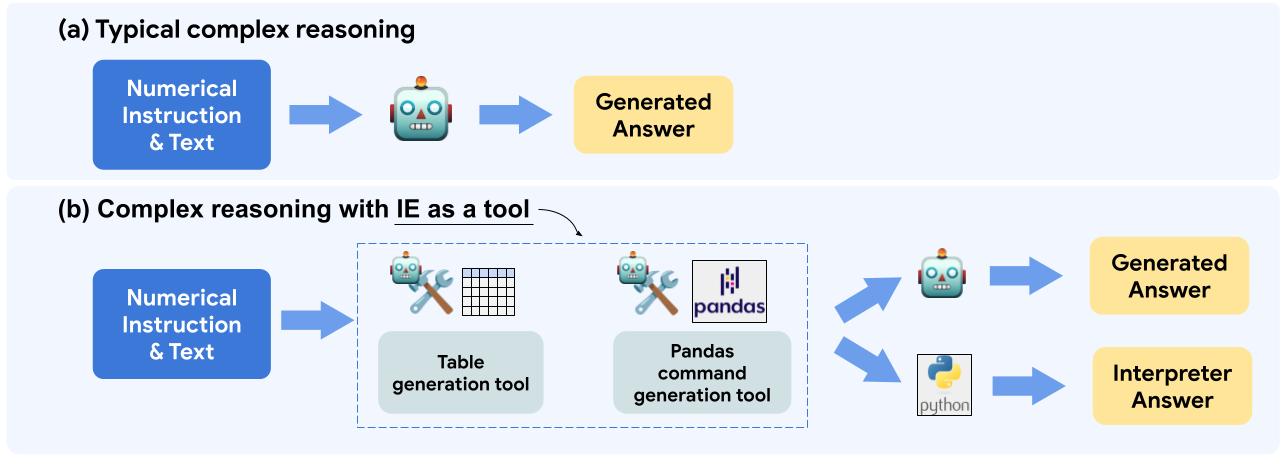 (a) Typical complex reasoning
Numerical
Instruction
& Text
Generated
Answer
(b) Complex reasoning with IE as a tool
Numerical
Instruction
& Text
Table
generation tool
pandas
Pandas
command
generation tool
Generated
Answer
python
Interpreter
Answer